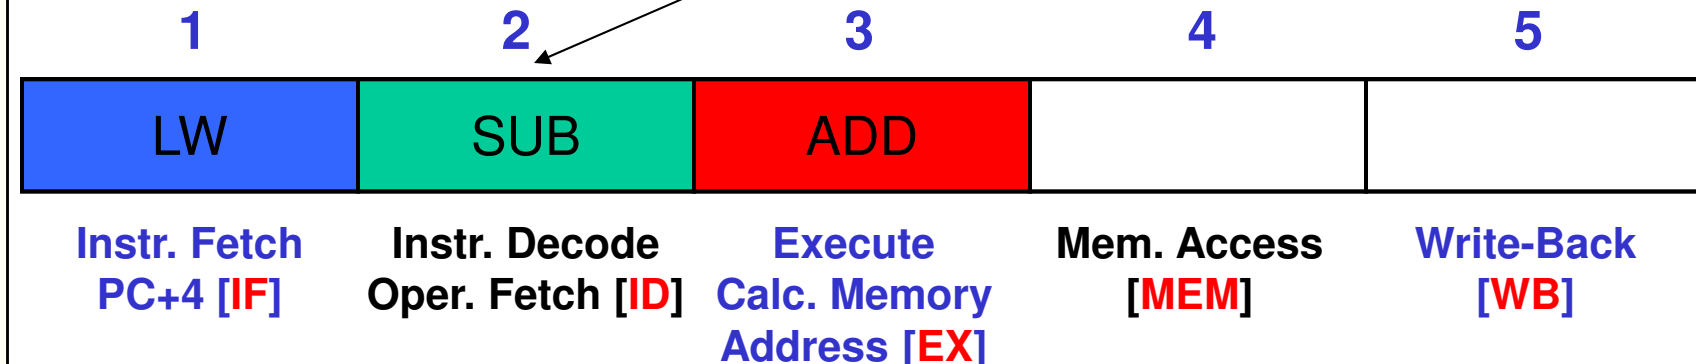 1 2 3 4 5
LW SUB ADD
Instr. Fetch Instr. Decode Execute Mem. Access Write-Back
PC+4 [IF] Oper. Fetch [ID] Calc. Memory [MEM] [WB]
Address [EX]